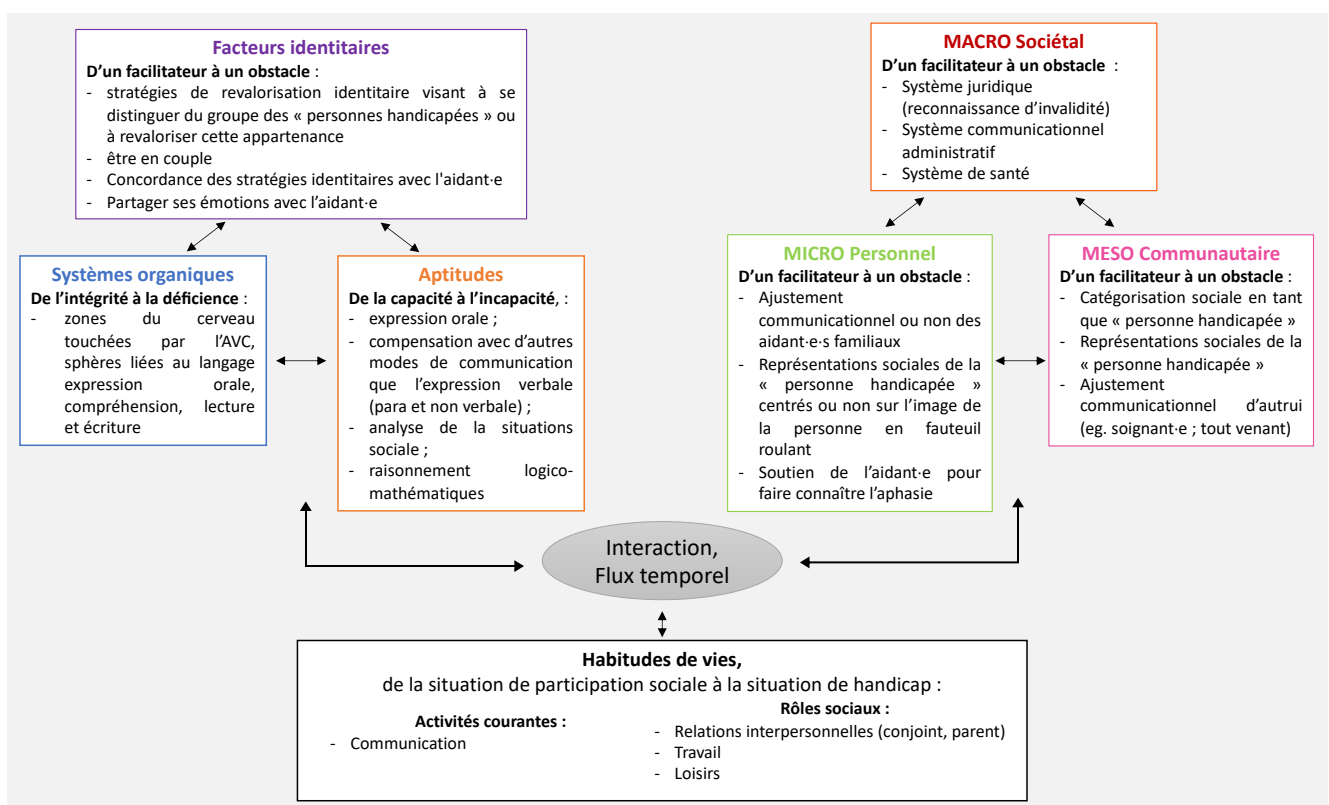 Facteurs identitaires
D’un facilitateur à un obstacle :
- stratégies de revalorisation identitaire visant à se
distinguer du groupe des « personnes handicapées » ou
à revaloriser cette appartenance
- être en couple
- Concordance des stratégies identitaires avec l'aidant·e
- Partager ses émotions avec l’aidant·e
MACRO Sociétal
D’un facilitateur à un obstacle :
- Système juridique
(reconnaissance d’invalidité)
- Système communicationnel
administratif
- Système de santé
Systèmes organiques
De l’intégrité à la déficience :
- zones du cerveau
touchées par l’AVC,
sphères liées au langage
expression orale,
compréhension, lecture
et écriture
Aptitudes
De la capacité à l’incapacité, :
- expression orale ;
- compensation avec d’autres
modes de communication
que l’expression verbale
(para et non verbale) ;
- analyse de la situations
sociale ;
- raisonnement logico-
mathématiques
MICRO Personnel
D’un facilitateur à un obstacle :
- Ajustement
communicationnel ou non des
aidant·e·s familiaux
- Représentations sociales de la
« personne handicapée »
centrés ou non sur l’image de
la personne en fauteuil
roulant
- Soutien de l’aidant·e pour
faire connaître l’aphasie
MESO Communautaire
D’un facilitateur à un obstacle :
- Catégorisation sociale en tant
que « personne handicapée »
- Représentations sociales de la
« personne handicapée »
- Ajustement
communicationnel d’autrui
(eg. soignant·e ; tout venant)
Interaction,
Flux temporel
Habitudes de vies,
de la situation de participation sociale à la situation de handicap :
Activités courantes :
- Communication
Rôles sociaux :
- Relations interpersonnelles (conjoint, parent)
- Travail
- Loisirs